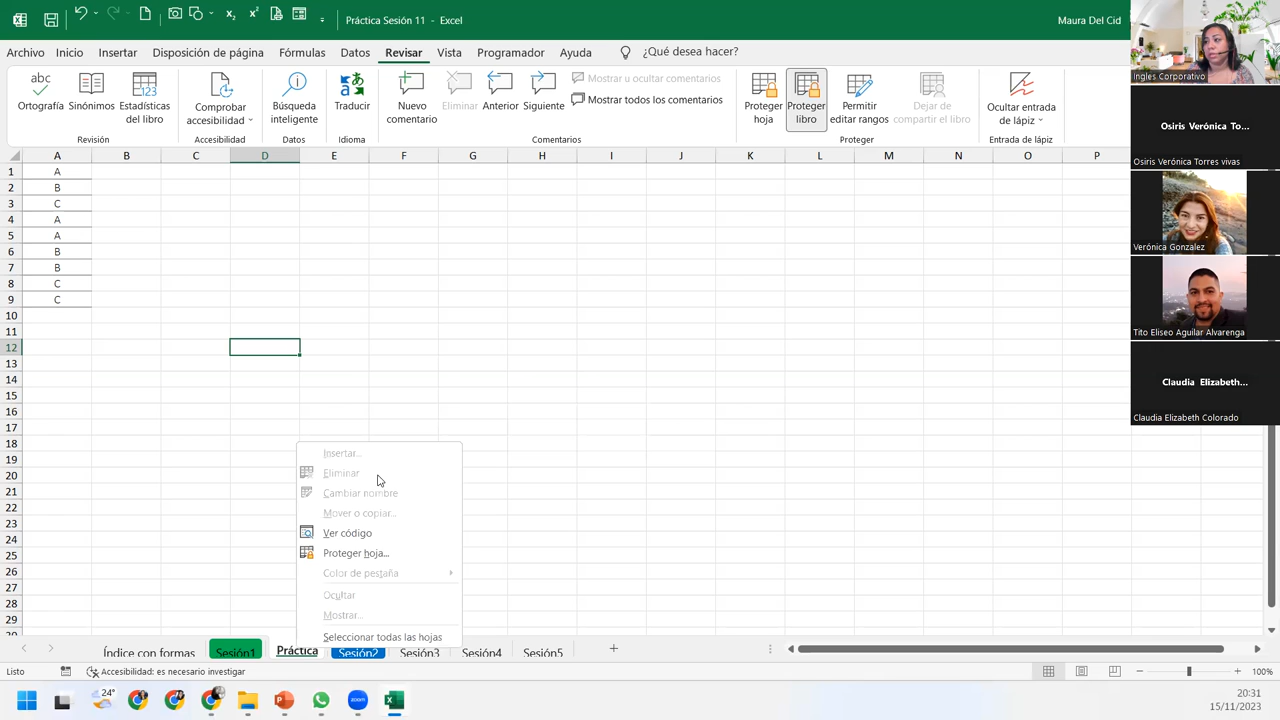 Práctica Sesión 11 - Excel
Maura Del Cid
Archivo Inicio Insertar Disposición de página Fórmulas Datos Revisar Vista Programador Ayuda ¿Qué desea hacer?
abc
Ortografía
Sinónimos
Estadísticas
del libro
Comprobar
accesibilidad
Búsqueda
inteligente
Traducir
Nuevo
comentario
Eliminar
Anterior
Siguiente
Mostrar u ocultar comentarios
Mostrar todos los comentarios
Proteger
hoja
Proteger
libro
Permitir
editar rangos
Dejar de
compartir el libro
Ocultar entrada
de lápiz
Revisión
Accesibilidad
Datos
Idioma
Comentarios
Proteger
Entrada de lápiz
A B C D E F G H I J K L M N O P
1 A
2 B
3 C
4 A
5 A
6 B
7 B
8 C
9 C
10
11
12
13
14
15
16
17
18
19
20
21
22
23
24
25
26
27
28
29
Insertar...
Eliminar
Cambiar nombre
Mover o copiar...
Ver código
Proteger hoja...
Color de pestaña
Ocultar
Mostrar...
Seleccionar todas las hojas
Índice con formas Sesión1 Práctica Sesión2 Sesión3 Sesión4 Sesión5
Listo
Accesibilidad: es necesario investigar
100%
24°
zoom
20:31
15/11/2023
Ingles Corporativo
Osiris Verónica To...
Osiris Verónica Torres vivas
Verónica Gonzalez
Tito Eliseo Aguilar Alvarenga
Claudia Elizabeth...
Claudia Elizabeth Colorado